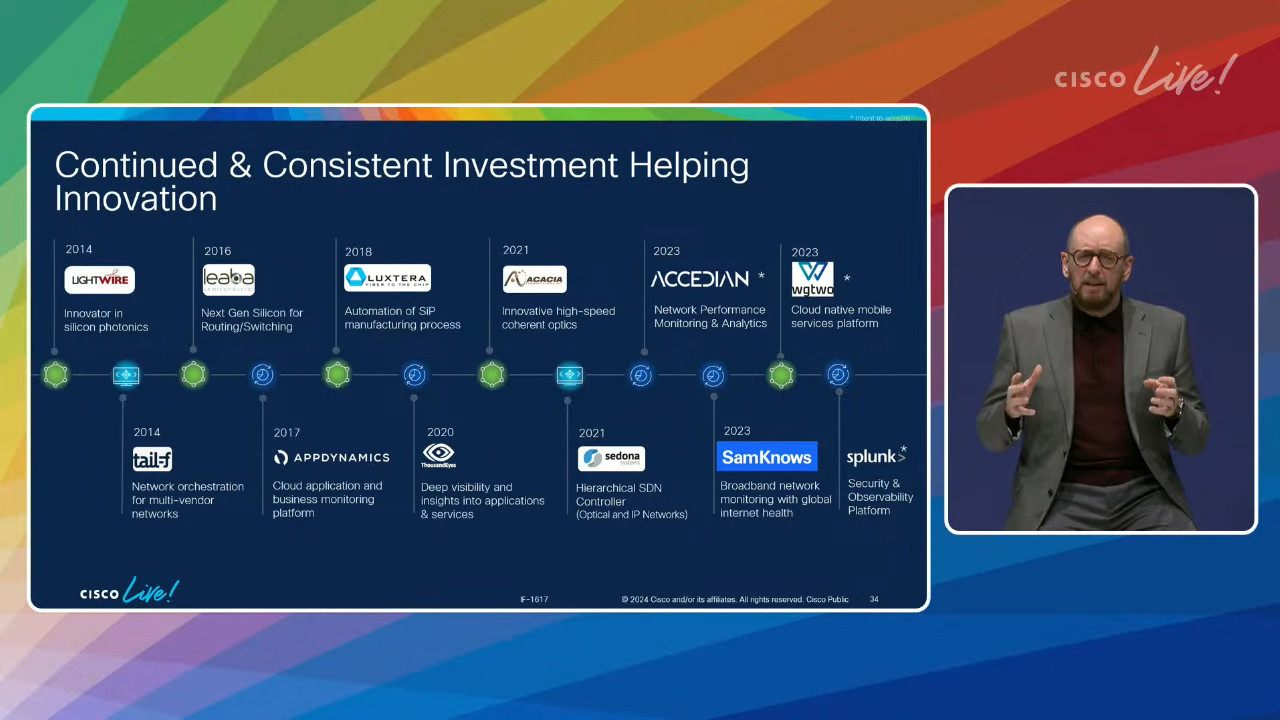 CISCO Live!
* Intent to acquire
Continued & Consistent Investment Helping
Innovation
2014
LIGHTWIRE
Innovator in
silicon photonics
2016
leaba
semiconductor
Next Gen Silicon for
Routing/Switching
2018
LUXTERA
FIBER TO THE CHIP
Automation of SiP
manufacturing process
2021
ACACIA
Innovative high-speed
coherent optics
2023
ACCEDIAN *
Network Performance
Monitoring & Analytics
2023
wgtwo *
Cloud native mobile
services platform
2014
tail-f
Network orchestration
for multi-vendor
networks
2017
APPDYNAMICS
Cloud application and
business monitoring
platform
2020
ThousandEyes
Deep visibility and
insights into applications
& services
2021
sedona
systems
Hierarchical SDN
Controller
(Optical and IP Networks)
2023
SamKnows
Broadband network
monitoring with global
internet health
splunk> *
Security &
Observability
Platform
CISCO Live!
IF-1617
© 2024 Cisco and/or its affiliates. All rights reserved. Cisco Public
34